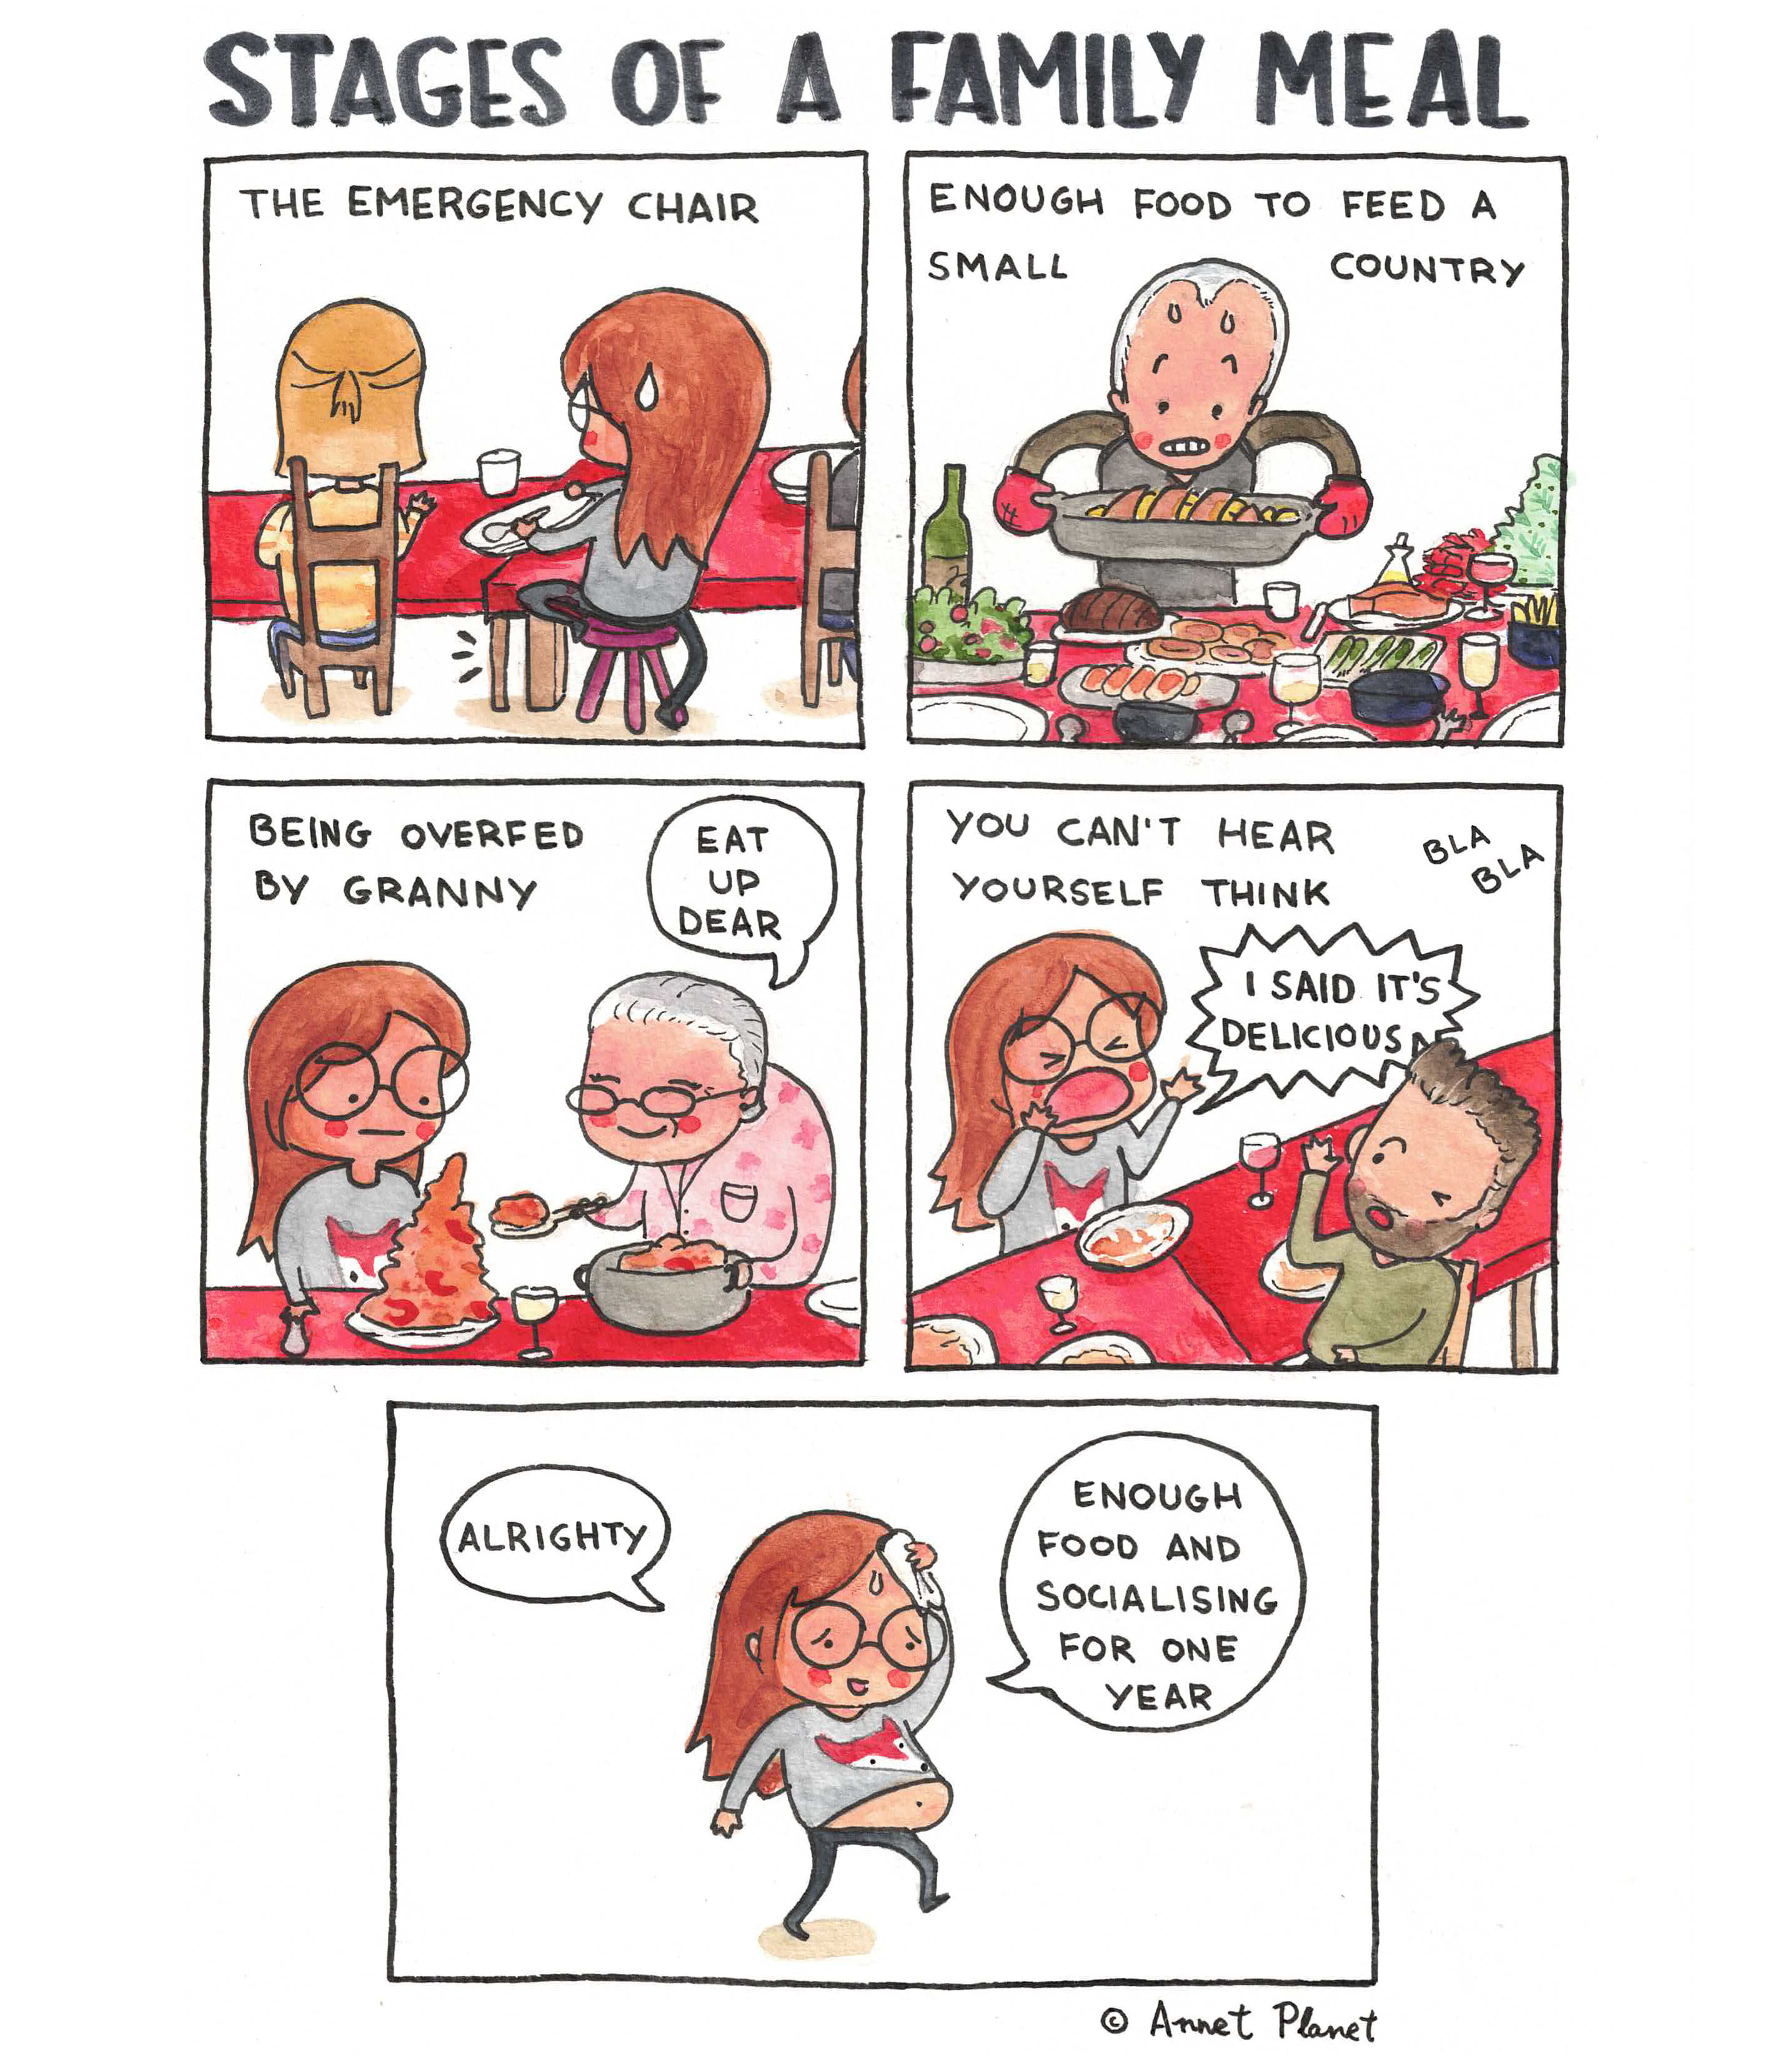 STAGES OF A FAMILY MEAL
THE EMERGENCY CHAIR
ENOUGH FOOD TO FEED A
SMALL COUNTRY
BEING OVERFED
BY GRANNY
EAT
UP
DEAR
YOU CAN'T HEAR
YOURSELF THINK
BLA
BLA
I SAID IT'S
DELICIOUS
ALRIGHTY
ENOUGH
FOOD AND
SOCIALISING
FOR ONE
YEAR
© Annet Planet